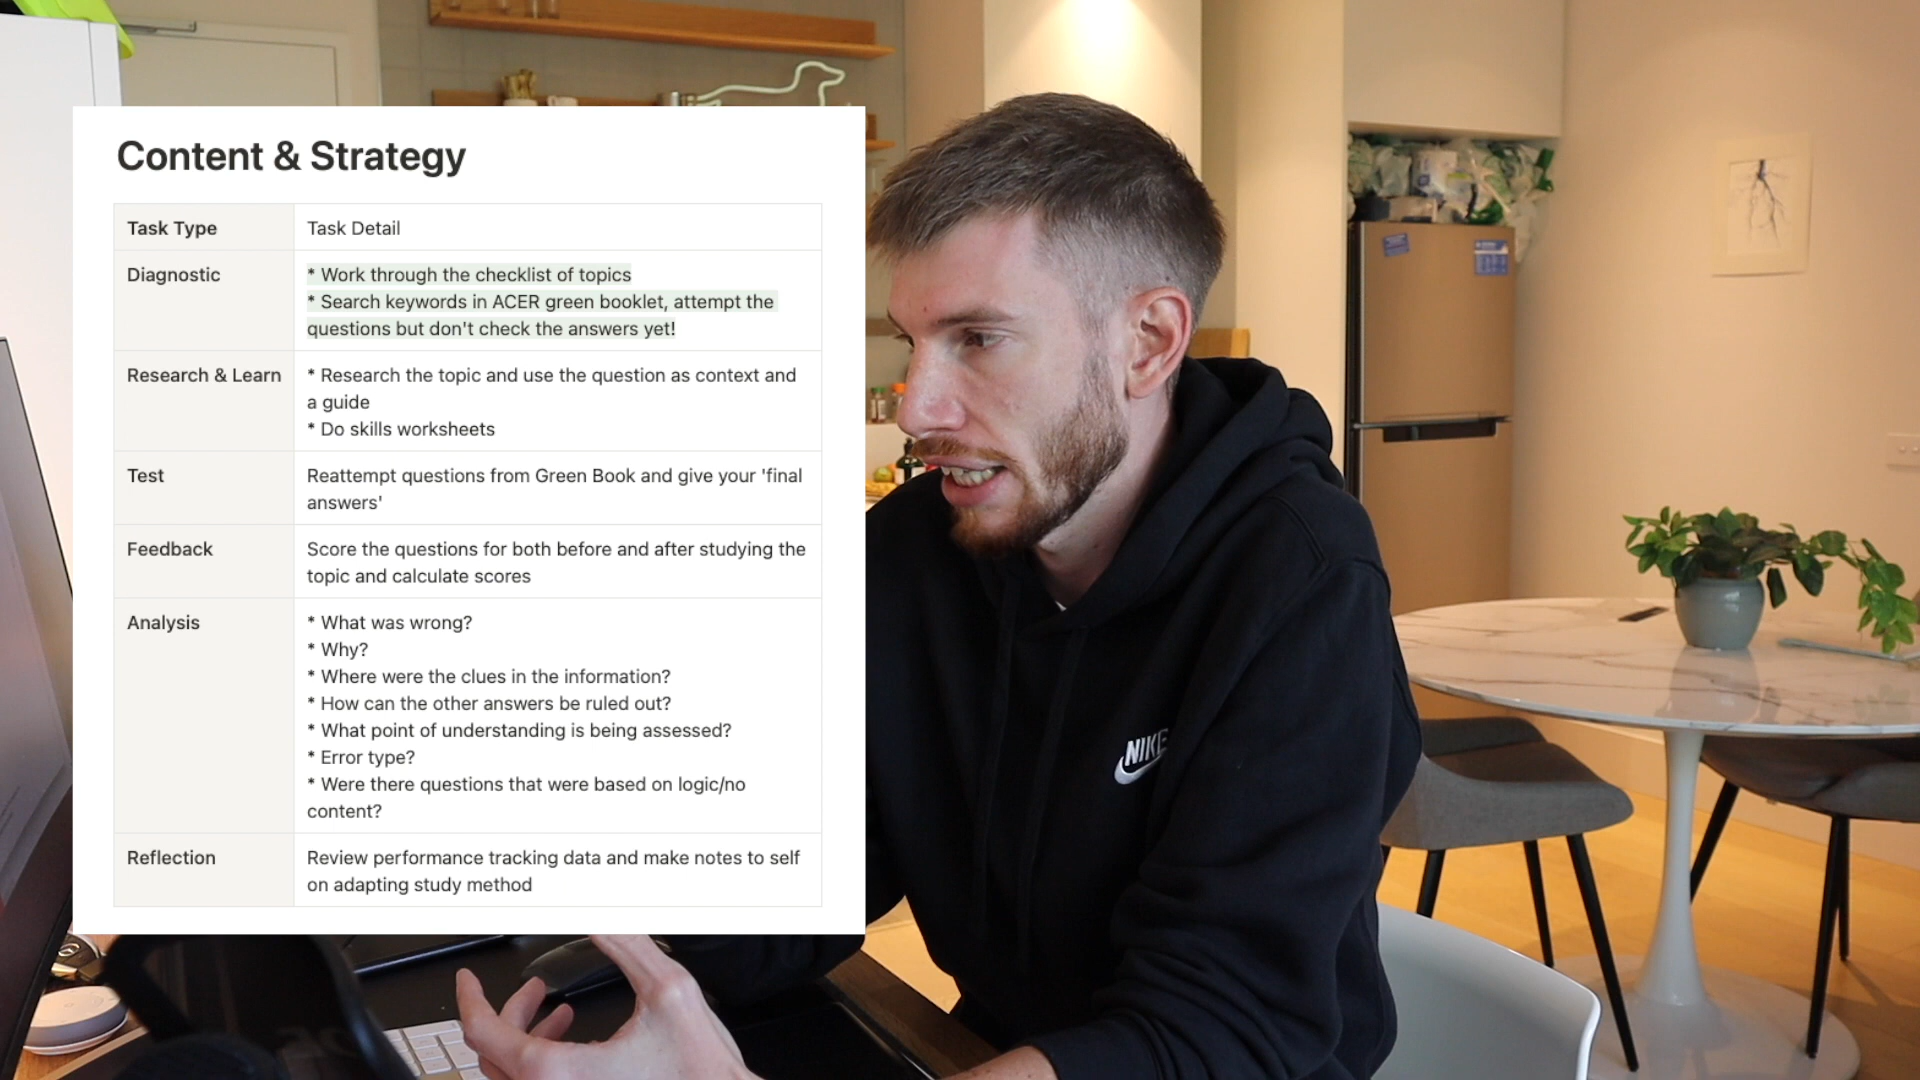 Content & Strategy
Task Type
Task Detail
Diagnostic
* Work through the checklist of topics
* Search keywords in ACER green booklet, attempt the
questions but don't check the answers yet!
Research & Learn
* Research the topic and use the question as context and
a guide
* Do skills worksheets
Test
Reattempt questions from Green Book and give your 'final
answers'
Feedback
Score the questions for both before and after studying the
topic and calculate scores
Analysis
* What was wrong?
* Why?
* Where were the clues in the information?
* How can the other answers be ruled out?
* What point of understanding is being assessed?
* Error type?
* Were there questions that were based on logic/no
content?
Reflection
Review performance tracking data and make notes to self
on adapting study method
NIKE